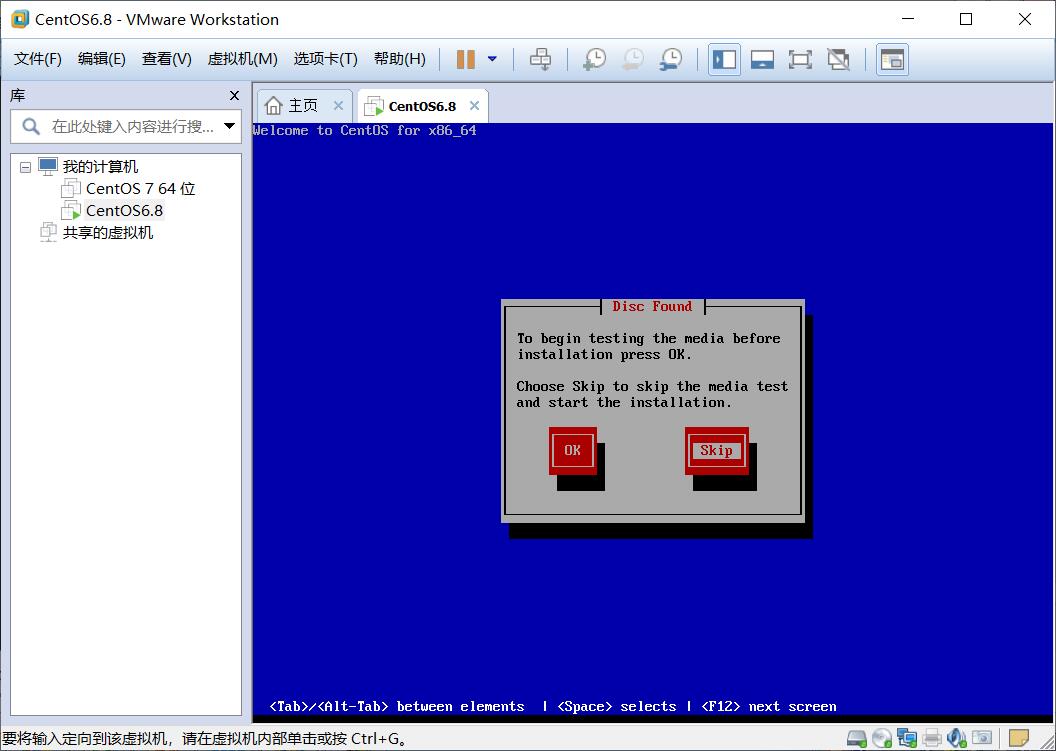 CentOS6.8 - VMware Workstation
文件(F) 编辑(E) 查看(V) 虚拟机(M) 选项卡(T) 帮助(H)
库
在此处键入内容进行搜...
我的计算机
CentOS 7 64 位
CentOS6.8
共享的虚拟机
主页 CentOS6.8
Welcome to CentOS for x86_64
Disc Found
To begin testing the media before
installation press OK.
Choose Skip to skip the media test
and start the installation.
OK Skip
<Tab>/<Alt-Tab> between elements | <Space> selects | <F12> next screen
要将输入定向到该虚拟机，请在虚拟机内部单击或按 Ctrl+G。